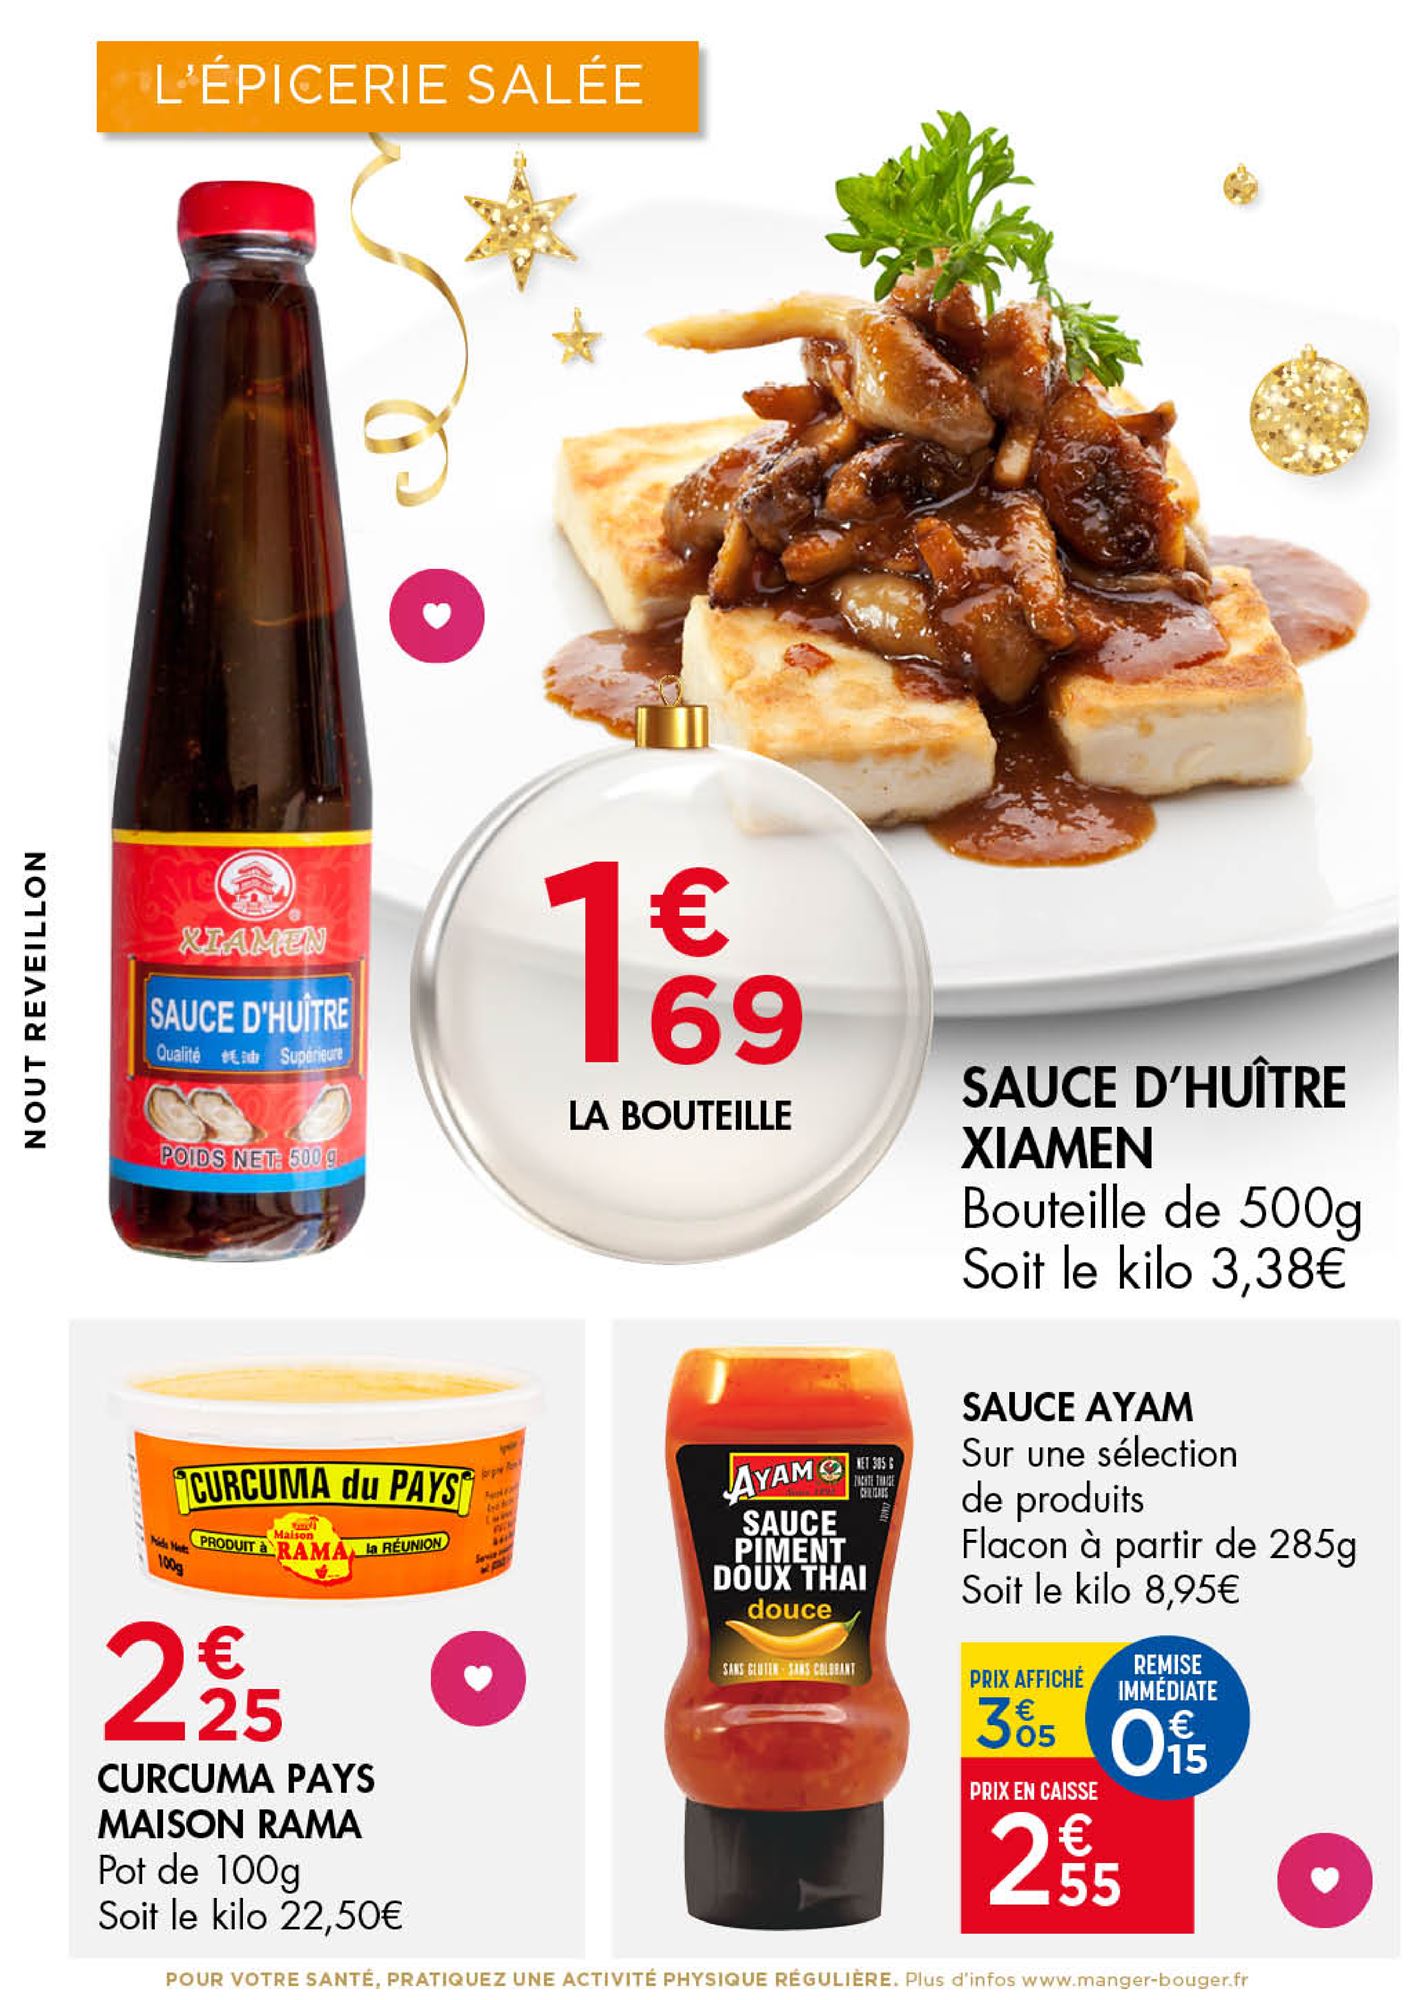 L'ÉPICERIE SALÉE
NOUT REVEILLON
XIAMEN
SAUCE D'HUÎTRE
Qualité Supérieure
POIDS NET: 500 g
1€69
LA BOUTEILLE
SAUCE D'HUÎTRE
XIAMEN
Bouteille de 500g
Soit le kilo 3,38€
CURCUMA du PAYS
Poids Net:
100g
PRODUIT à Maison RAMA la RÉUNION
2€25
CURCUMA PAYS
MAISON RAMA
Pot de 100g
Soit le kilo 22,50€
AYAM
NET 305 G
SAUCE
PIMENT
DOUX THAI
douce
SANS GLUTEN - SANS COLORANT
SAUCE AYAM
Sur une sélection
de produits
Flacon à partir de 285g
Soit le kilo 8,95€
PRIX AFFICHÉ
3€05
REMISE
IMMÉDIATE
0€15
PRIX EN CAISSE
2€55
POUR VOTRE SANTÉ, PRATIQUEZ UNE ACTIVITÉ PHYSIQUE RÉGULIÈRE. Plus d'infos www.manger-bouger.fr